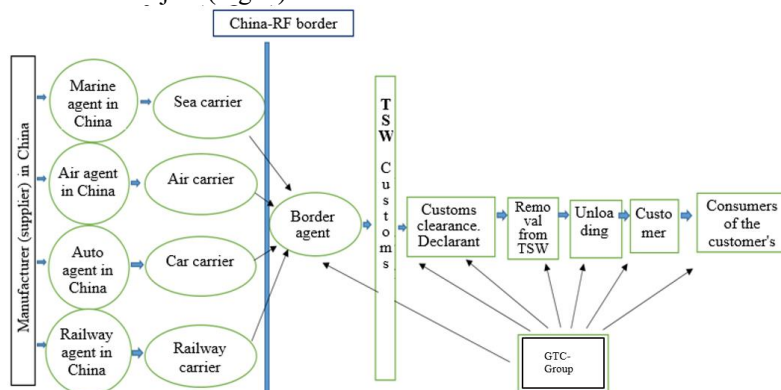 China-RF border
Manufacturer (supplier) in China
Marine
agent in
China
Sea carrier
Air agent
in China
Air carrier
Auto
agent in
China
Car carrier
Railway
agent in
China
Railway
carrier
Border
agent
TSW Customs
Customs
clearance.
Declarant
Remo
val from
TSW
Unloa
ding
Custo
mer
Consumers
of the
customer's
GTC-
Group